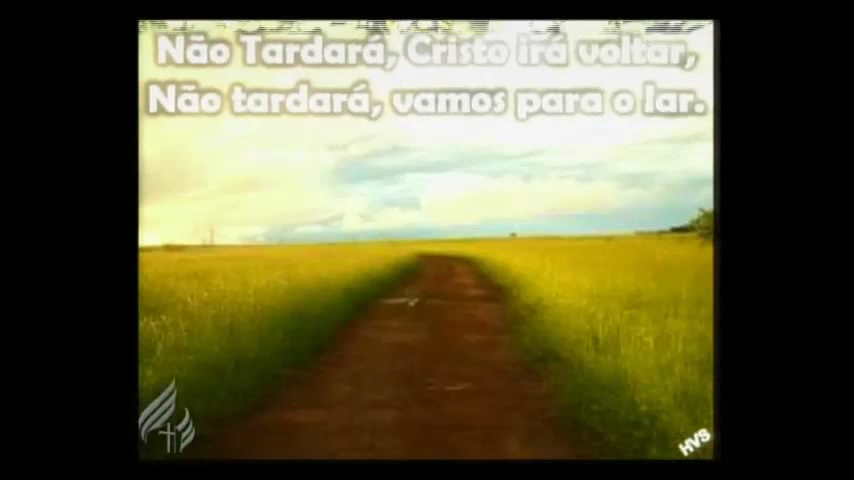 Não Tardará, Cristo irá voltar,
Não tardará, vamos para o lar.
HVS